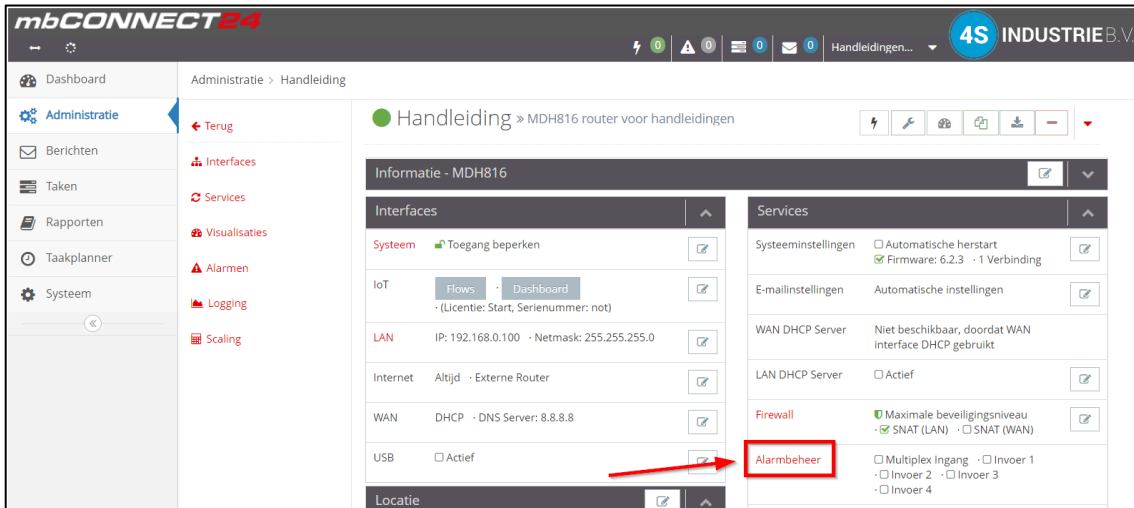 mbCONNECT24
0 0 0 0 Handleidingen...
4S INDUSTRIE B.V.
Dashboard
Administratie
Berichten
Taken
Rapporten
Taakplanner
Systeem
Administratie > Handleiding
Terug
Interfaces
Services
Visualisaties
Alarmen
Logging
Scaling
Handleiding » MDH816 router voor handleidingen
Informatie - MDH816
Interfaces
Systeem Toegang beperken
IoT Flows · Dashboard
· (Licentie: Start, Serienummer: not)
LAN IP: 192.168.0.100 · Netmask: 255.255.255.0
Internet Altijd · Externe Router
WAN DHCP · DNS Server: 8.8.8.8
USB Actief
Locatie
Services
Systeeminstellingen Automatische herstart
Firmware: 6.2.3 · 1 Verbinding
E-mailinstellingen Automatische instellingen
WAN DHCP Server Niet beschikbaar, doordat WAN
interface DHCP gebruikt
LAN DHCP Server Actief
Firewall Maximale beveiligingsniveau
· SNAT (LAN) · SNAT (WAN)
Alarmbeheer Multiplex Ingang · Invoer 1
· Invoer 2 · Invoer 3
· Invoer 4